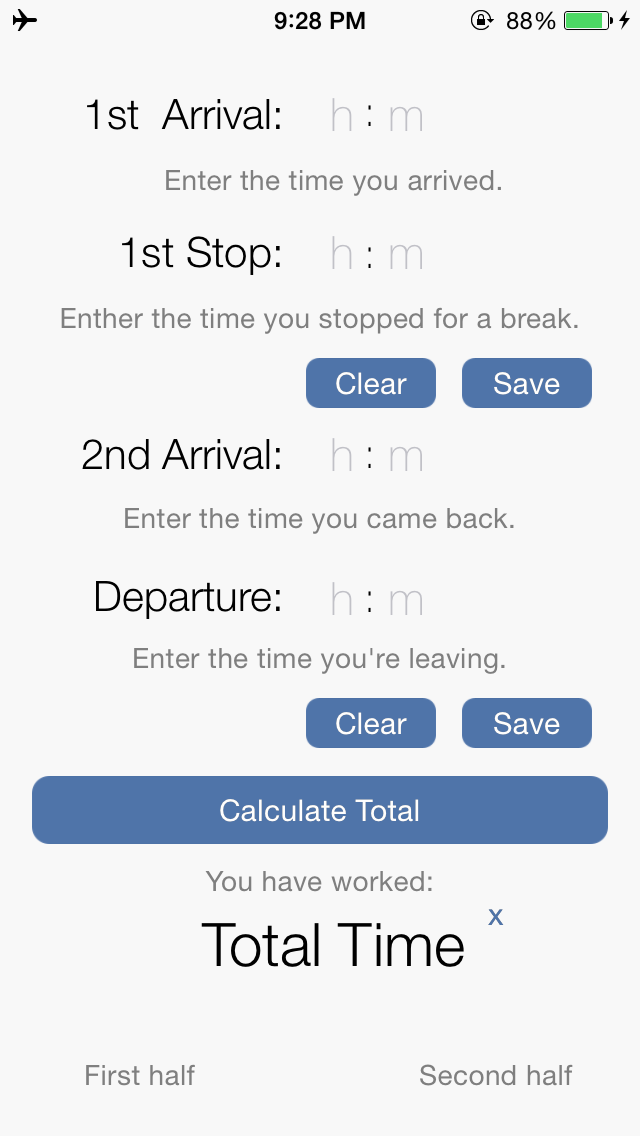 9:28 PM 88%
1st Arrival: h : m
Enter the time you arrived.
1st Stop: h : m
Enther the time you stopped for a break.
Clear Save
2nd Arrival: h : m
Enter the time you came back.
Departure: h : m
Enter the time you're leaving.
Clear Save
Calculate Total
You have worked:
Total Time x
First half Second half